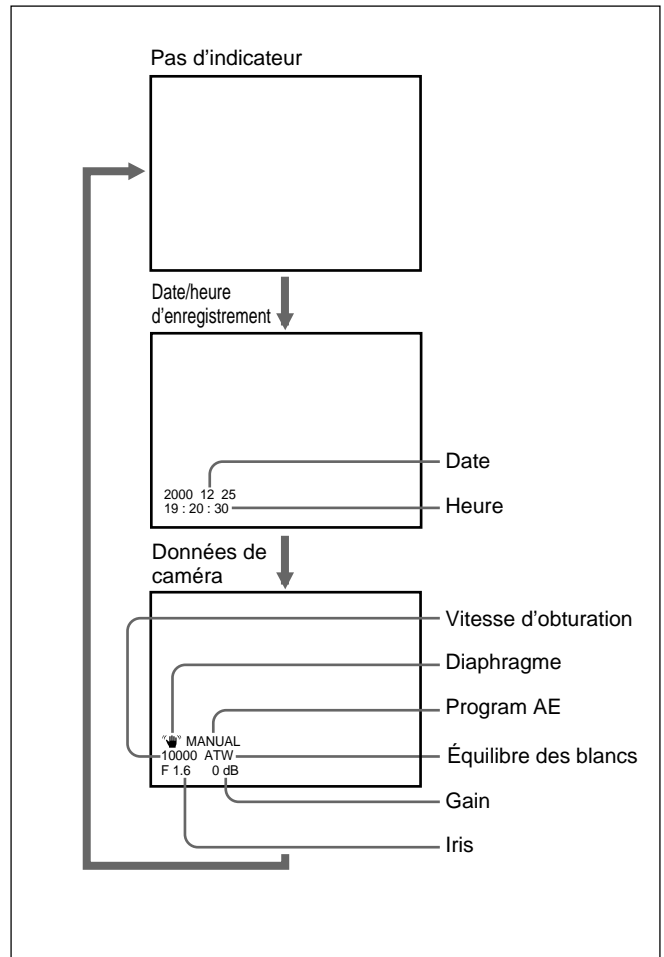 Pas d'indicateur
Date/heure
d'enregistrement
2000 12 25
19 : 20 : 30
Date
Heure
Données de
caméra
MANUAL
10000 ATW
F 1.6 0 dB
Vitesse d'obturation
Diaphragme
Program AE
Équilibre des blancs
Gain
Iris